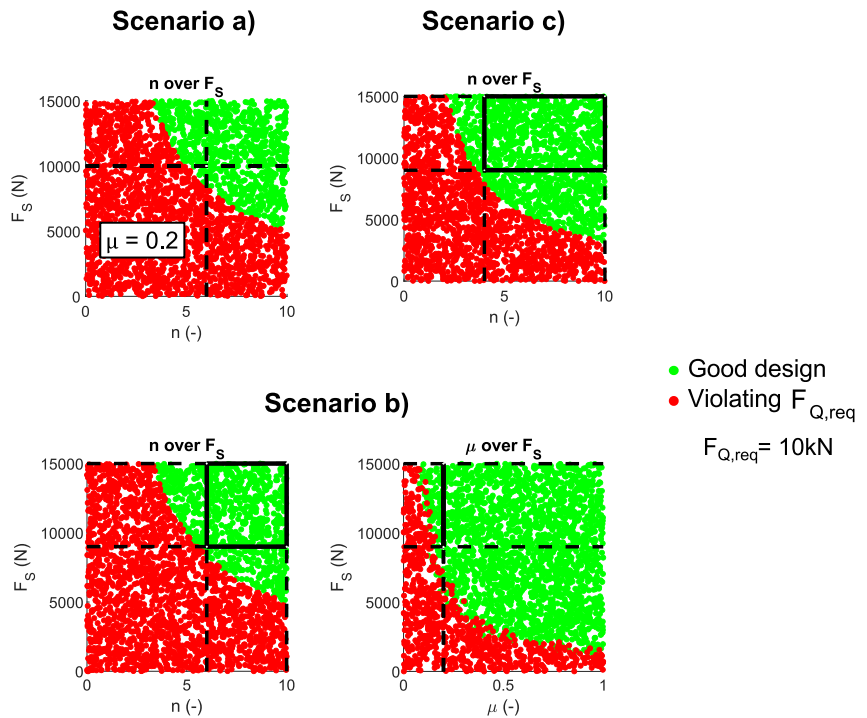 Scenario a)
n over F_S
15000
10000
5000
0
F_S (N)
μ = 0.2
0 5 10
n (-)
Scenario c)
n over F_S
15000
10000
5000
0
F_S (N)
0 5 10
n (-)
Good design
Violating F_Q,req
F_Q,req= 10kN
Scenario b)
n over F_S
15000
10000
5000
0
F_S (N)
0 5 10
n (-)
μ over F_S
15000
10000
5000
0
F_S (N)
0 0.5 1
μ (-)